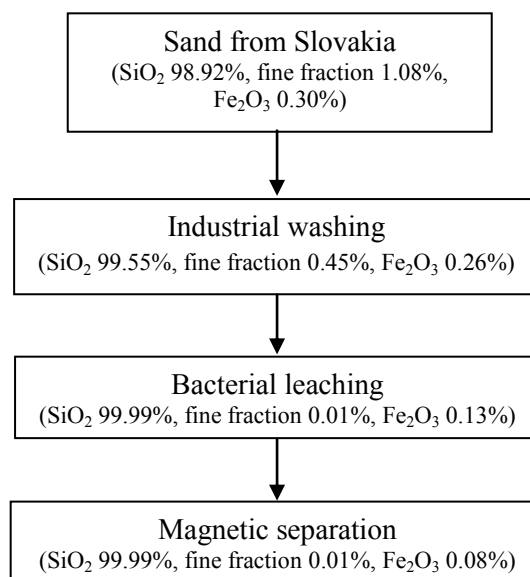 Sand from Slovakia
(SiO₂ 98.92%, fine fraction 1.08%,
Fe₂O₃ 0.30%)
Industrial washing
(SiO₂ 99.55%, fine fraction 0.45%, Fe₂O₃ 0.26%)
Bacterial leaching
(SiO₂ 99.99%, fine fraction 0.01%, Fe₂O₃ 0.13%)
Magnetic separation
(SiO₂ 99.99%, fine fraction 0.01%, Fe₂O₃ 0.08%)